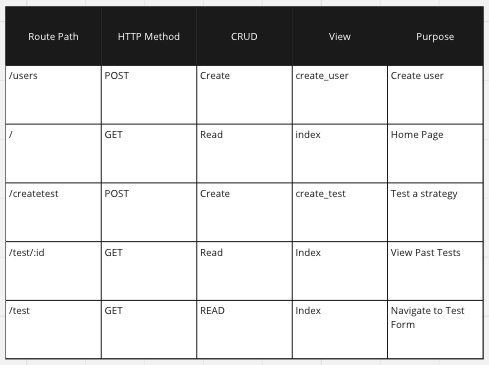 Route Path HTTP Method CRUD View Purpose
/users POST Create create_user Create user
/ GET Read index Home Page
/createtest POST Create create_test Test a strategy
/test/:id GET Read Index View Past Tests
/test GET READ Index Navigate to Test
Form